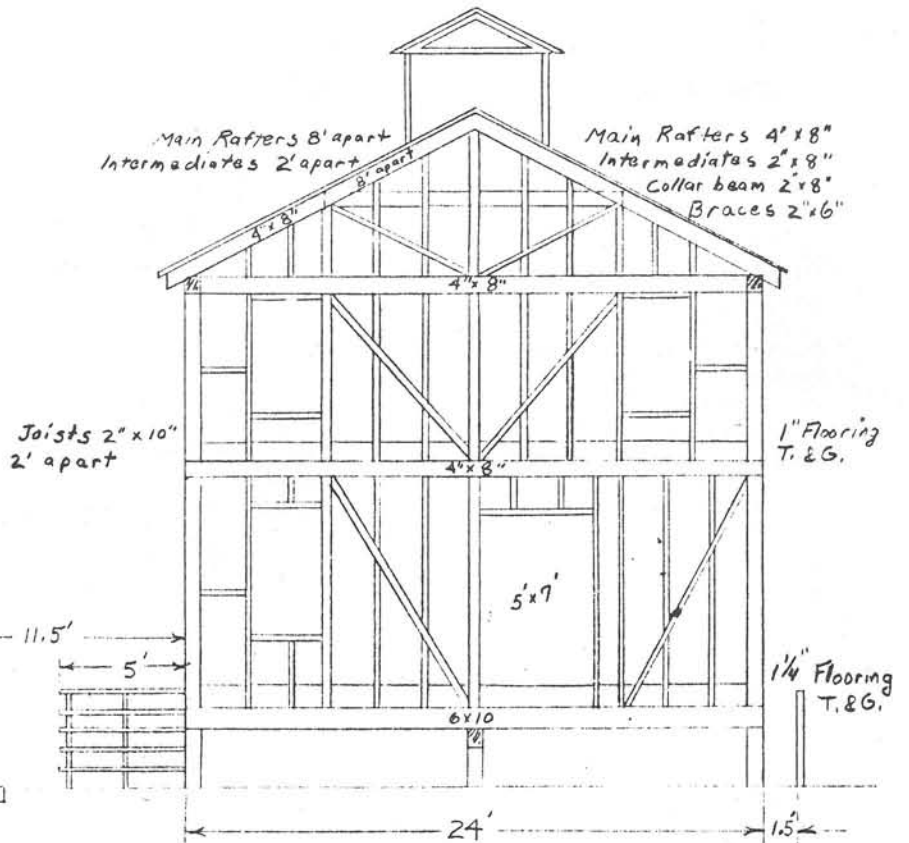 Main Rafters 8' apart
Intermediates 2' apart
8' apart
4" x 8"
Main Rafters 4" x 8"
Intermediates 2" x 8"
Collar beam 2" x 8"
Braces 2" x 6"
4" x 8"
Joists 2" x 10"
2' apart
1" Flooring
T. & G.
4" x 8"
5' x 7'
11.5'
5'
1¼" Flooring
T. & G.
6 x 10
24'
1.5'